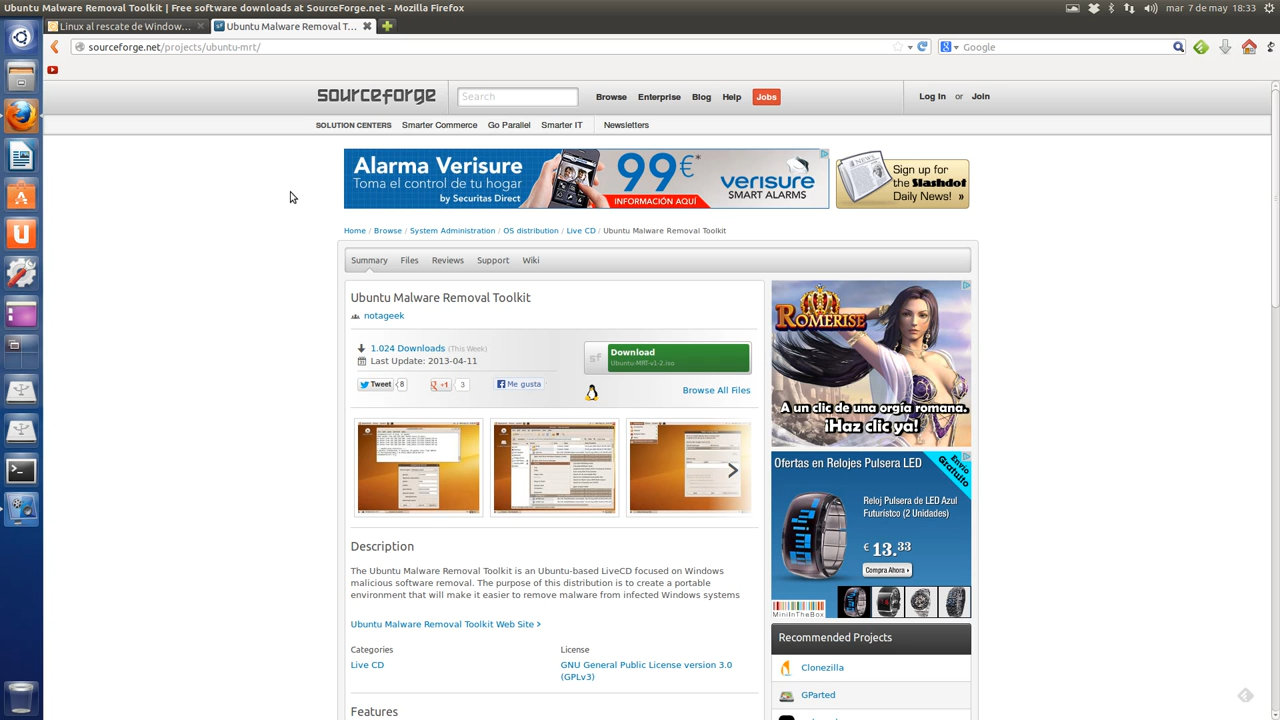 Ubuntu Malware Removal Toolkit | Free software downloads at SourceForge.net - Mozilla Firefox
mar 7 de may 18:33
Linux al rescate de Window...
Ubuntu Malware Removal T...
sourceforge.net/projects/ubuntu-mrt/
Google
sourceforge
Search
Browse Enterprise Blog Help Jobs
Log In or Join
SOLUTION CENTERS Smarter Commerce Go Parallel Smarter IT Newsletters
Alarma Verisure
Toma el control de tu hogar
by Securitas Direct
99€*
INFORMACIÓN AQUÍ
verisure
SMART ALARMS
NEWS
Sign up for
the Slashdot
Daily News! »
Home / Browse / System Administration / OS distribution / Live CD / Ubuntu Malware Removal Toolkit
Summary Files Reviews Support Wiki
Ubuntu Malware Removal Toolkit
notageek
1.024 Downloads (This Week)
Last Update: 2013-04-11
sf
Download
Ubuntu-MRT-v1-2.iso
Tweet 8
+1 3
Me gusta
Browse All Files
Description
The Ubuntu Malware Removal Toolkit is an Ubuntu-based LiveCD focused on Windows
malicious software removal. The purpose of this distribution is to create a portable
environment that will make it easier to remove malware from infected Windows systems
Ubuntu Malware Removal Toolkit Web Site >
Categories
Live CD
License
GNU General Public License version 3.0
(GPLv3)
Features
ROMERISE
A un clic de una orgía romana.
¡Haz clic ya!
Ofertas en Relojes Pulsera LED
Envío
Gratuito
Reloj Pulsera de LED Azul
Futurístco (2 Unidades)
€ 13.33
Compra Ahora
MiniInTheBox
Recommended Projects
Clonezilla
GParted